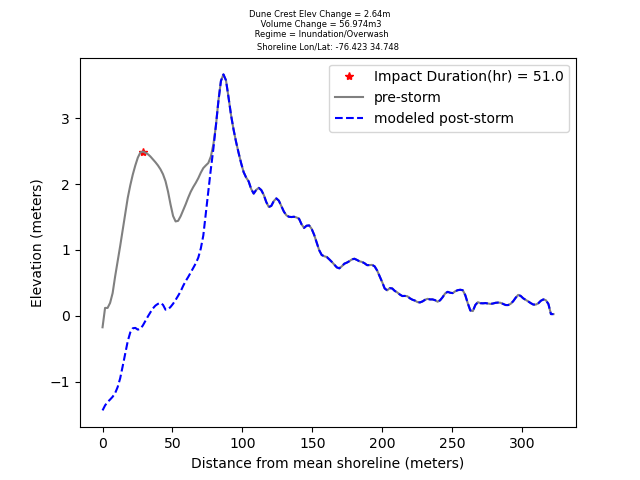 Dune Crest Elev Change = 2.64m
Volume Change = 56.974m3
Regime = Inundation/Overwash
Shoreline Lon/Lat: -76.423 34.748
Impact Duration(hr) = 51.0
pre-storm
modeled post-storm
Elevation (meters)
3
2
1
0
−1
0 50 100 150 200 250 300
Distance from mean shoreline (meters)